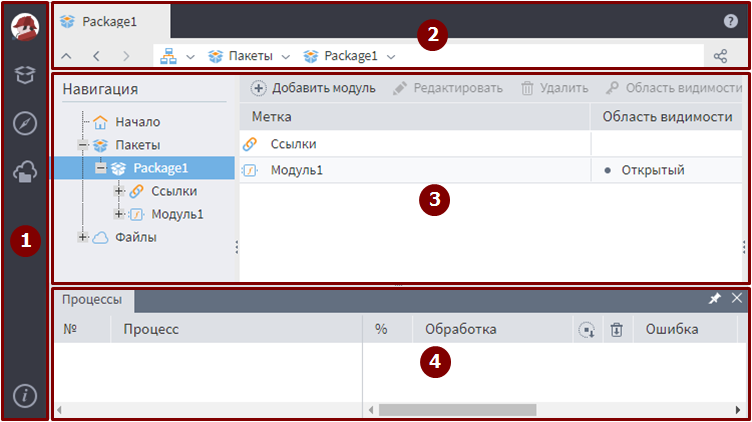 Package1
?
2
Пакеты Package1
Навигация
Добавить модуль Редактировать Удалить Область видимости
Метка Область видимости
Начало
Ссылки
Пакеты
Package1
Модуль1 Открытый
Ссылки
3
Модуль1
1
Файлы
Процессы
№ Процесс % Обработка Ошибка
4
i